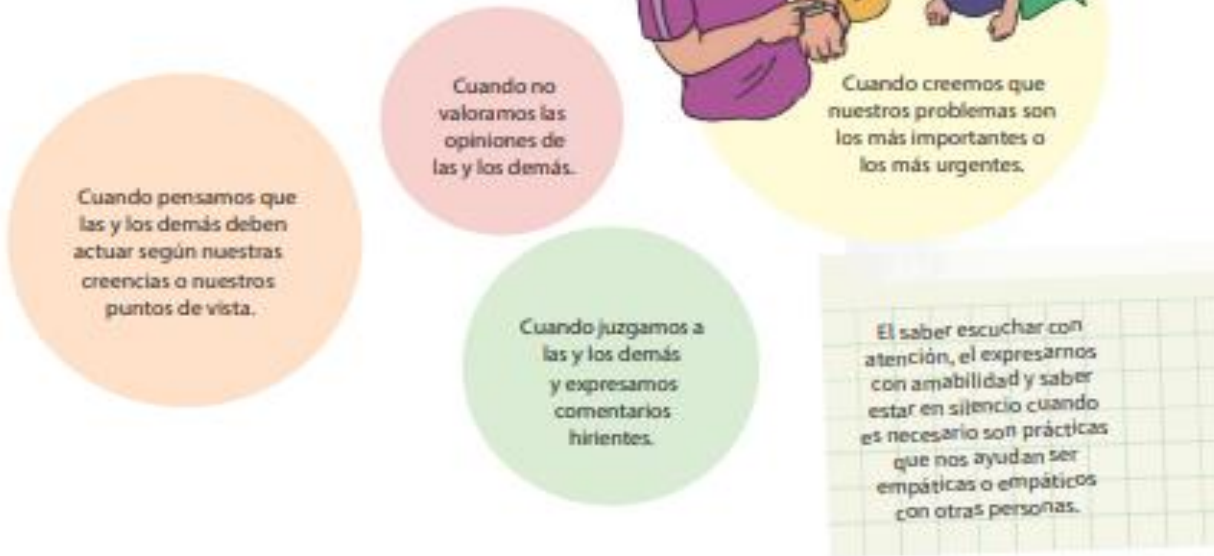 Cuando no
valoramos las
opiniones de
las y los demás.
Cuando creemos que
nuestros problemas son
los más importantes o
los más urgentes.
Cuando pensamos que
las y los demás deben
actuar según nuestras
creencias o nuestros
puntos de vista.
Cuando juzgamos a
las y los demás
y expresamos
comentarios
hirientes.
El saber escuchar con
atención, el expresarnos
con amabilidad y saber
estar en silencio cuando
es necesario son prácticas
que nos ayudan ser
empáticas o empáticos
con otras personas.